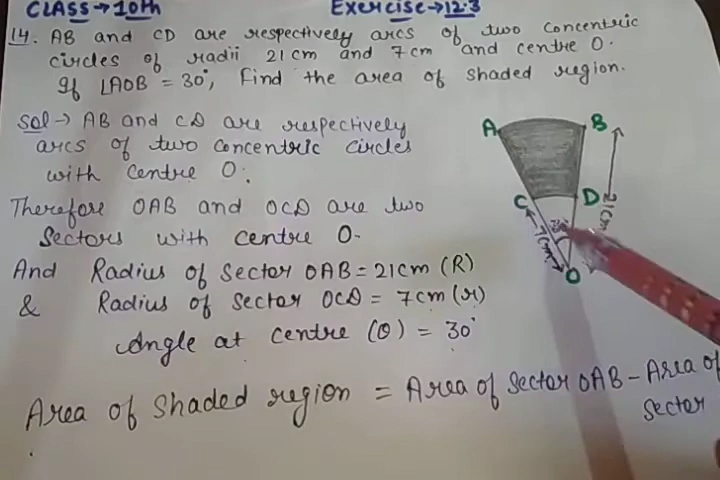 CLASS→10th Exercise→12.3
14. AB and CD are respectively arcs of two concentric
circles of radii 21cm and 7cm and centre O.
If ∠AOB = 30°, Find the area of shaded region.
Sol→ AB and CD are respectively
arcs of two concentric circles
with centre O.
Therefore OAB and OCD are two
Sectors with centre O.
And Radius of Sector OAB = 21cm (R)
& Radius of Sector OCD = 7cm (r)
Angle at centre (θ) = 30°
Area of Shaded region = Area of Sector OAB - Area of
Sector
A B
C D
21cm
7cm
O